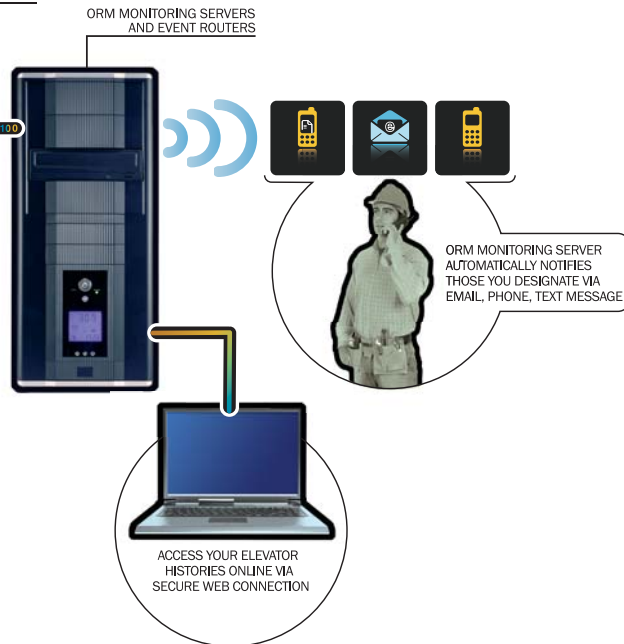 ORM MONITORING SERVERS
AND EVENT ROUTERS
100
ORM MONITORING SERVER
AUTOMATICALLY NOTIFIES
THOSE YOU DESIGNATE VIA
EMAIL, PHONE, TEXT MESSAGE
ACCESS YOUR ELEVATOR
HISTORIES ONLINE VIA
SECURE WEB CONNECTION